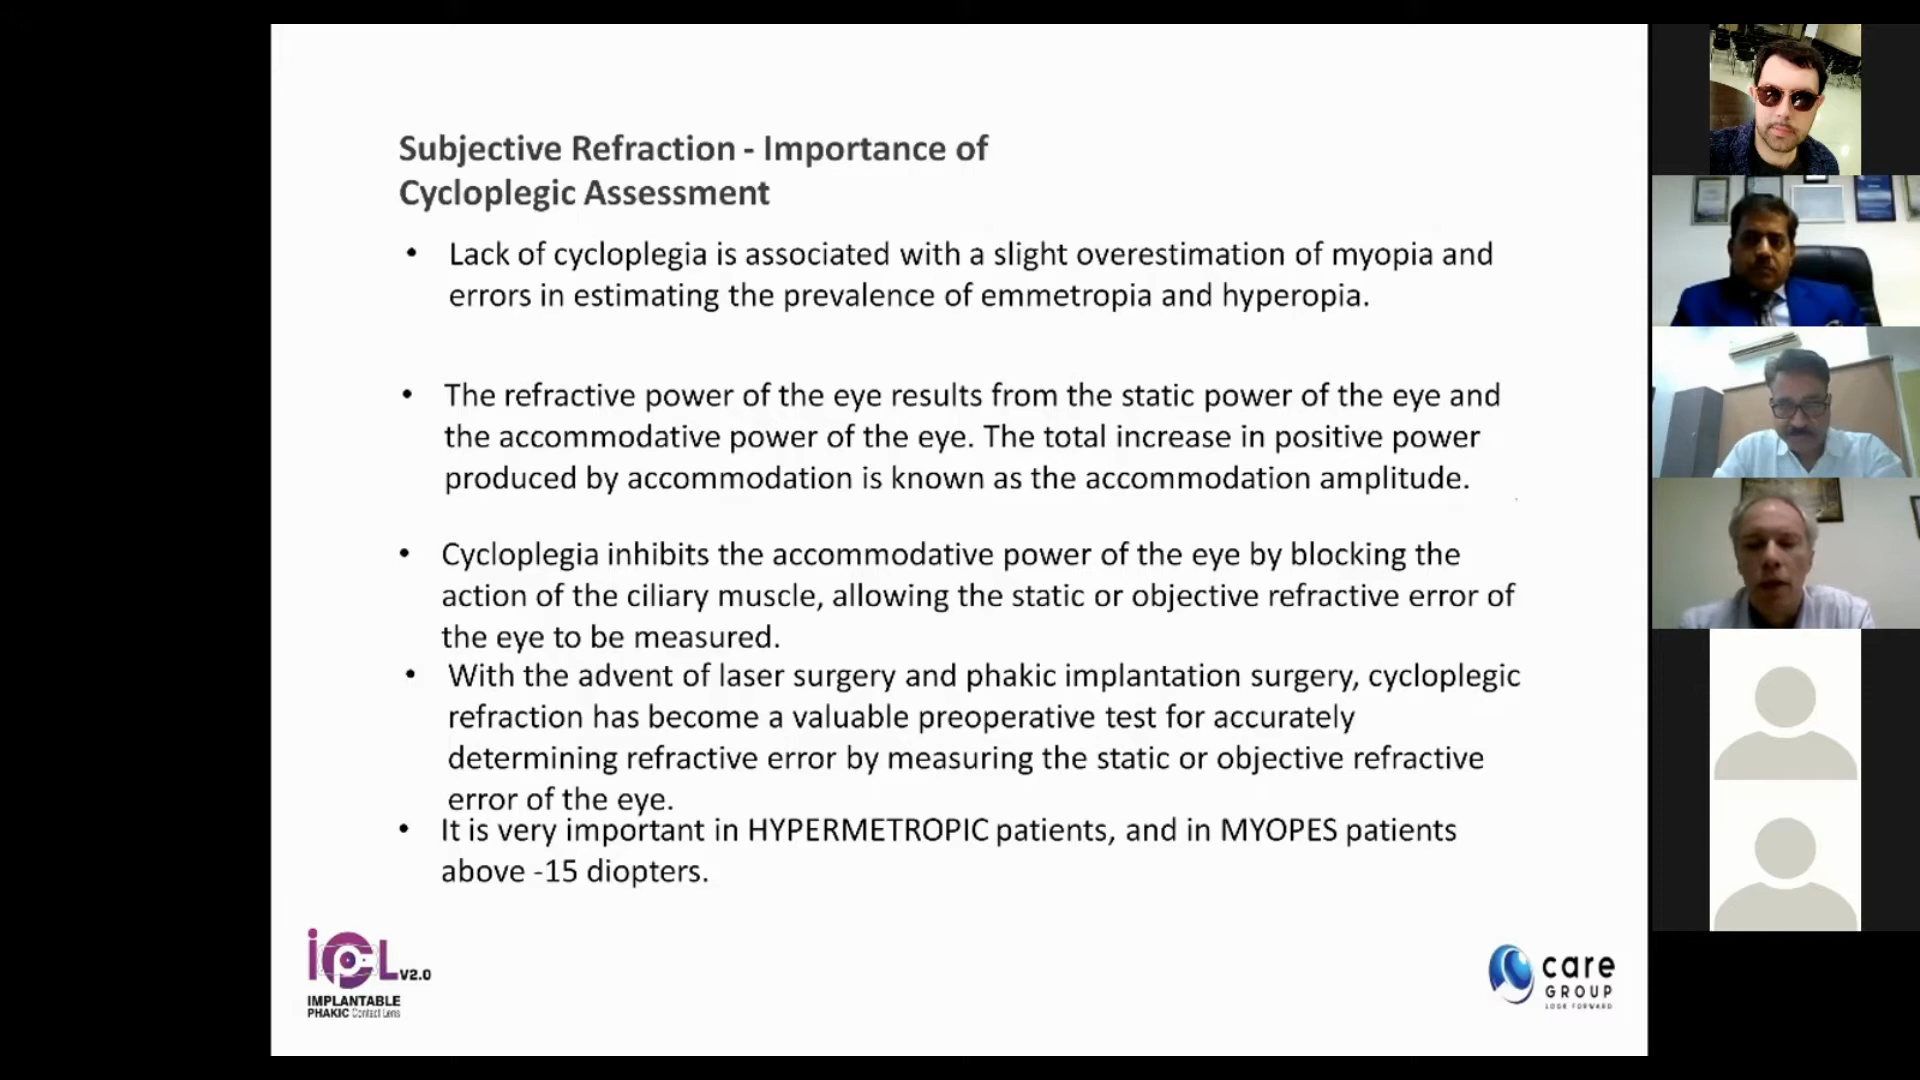 Subjective Refraction - Importance of
Cycloplegic Assessment
• Lack of cycloplegia is associated with a slight overestimation of myopia and
errors in estimating the prevalence of emmetropia and hyperopia.
• The refractive power of the eye results from the static power of the eye and
the accommodative power of the eye. The total increase in positive power
produced by accommodation is known as the accommodation amplitude.
• Cycloplegia inhibits the accommodative power of the eye by blocking the
action of the ciliary muscle, allowing the static or objective refractive error of
the eye to be measured.
• With the advent of laser surgery and phakic implantation surgery, cycloplegic
refraction has become a valuable preoperative test for accurately
determining refractive error by measuring the static or objective refractive
error of the eye.
• It is very important in HYPERMETROPIC patients, and in MYOPES patients
above -15 diopters.
ipcL V2.0
IMPLANTABLE
PHAKIC Contact Lens
care
GROUP
LOOK FORWARD